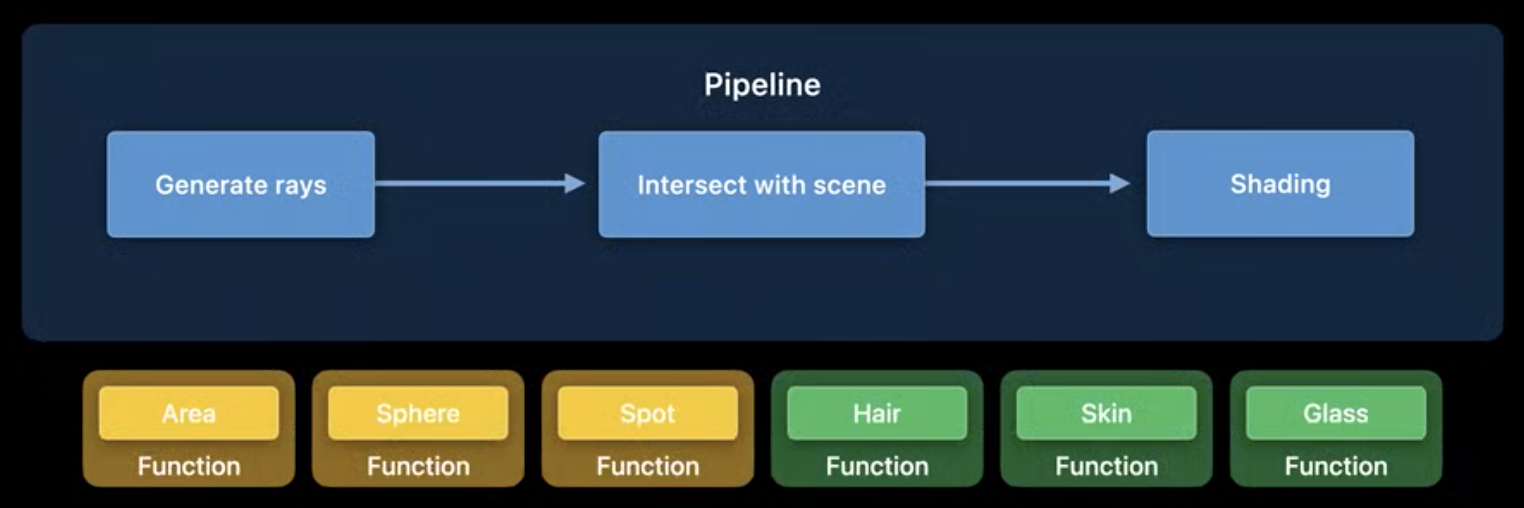 Pipeline
Generate rays
Intersect with scene
Shading
Area
Function
Sphere
Function
Spot
Function
Hair
Function
Skin
Function
Glass
Function